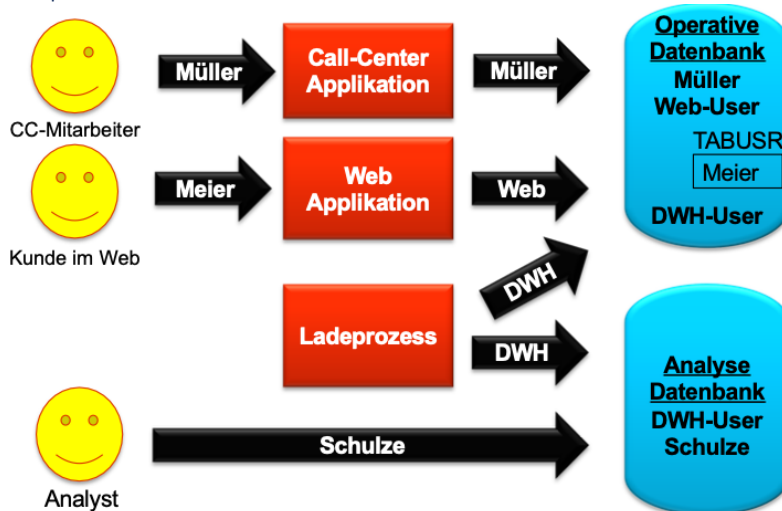 Müller
Call-Center
Applikation
Müller
Operative
Datenbank
Müller
Web-User
TABUSR
Meier
DWH-User
CC-Mitarbeiter
Meier
Web
Applikation
Web
Kunde im Web
Ladeprozess
DWH
DWH
Analyse
Datenbank
DWH-User
Schulze
Schulze
Analyst